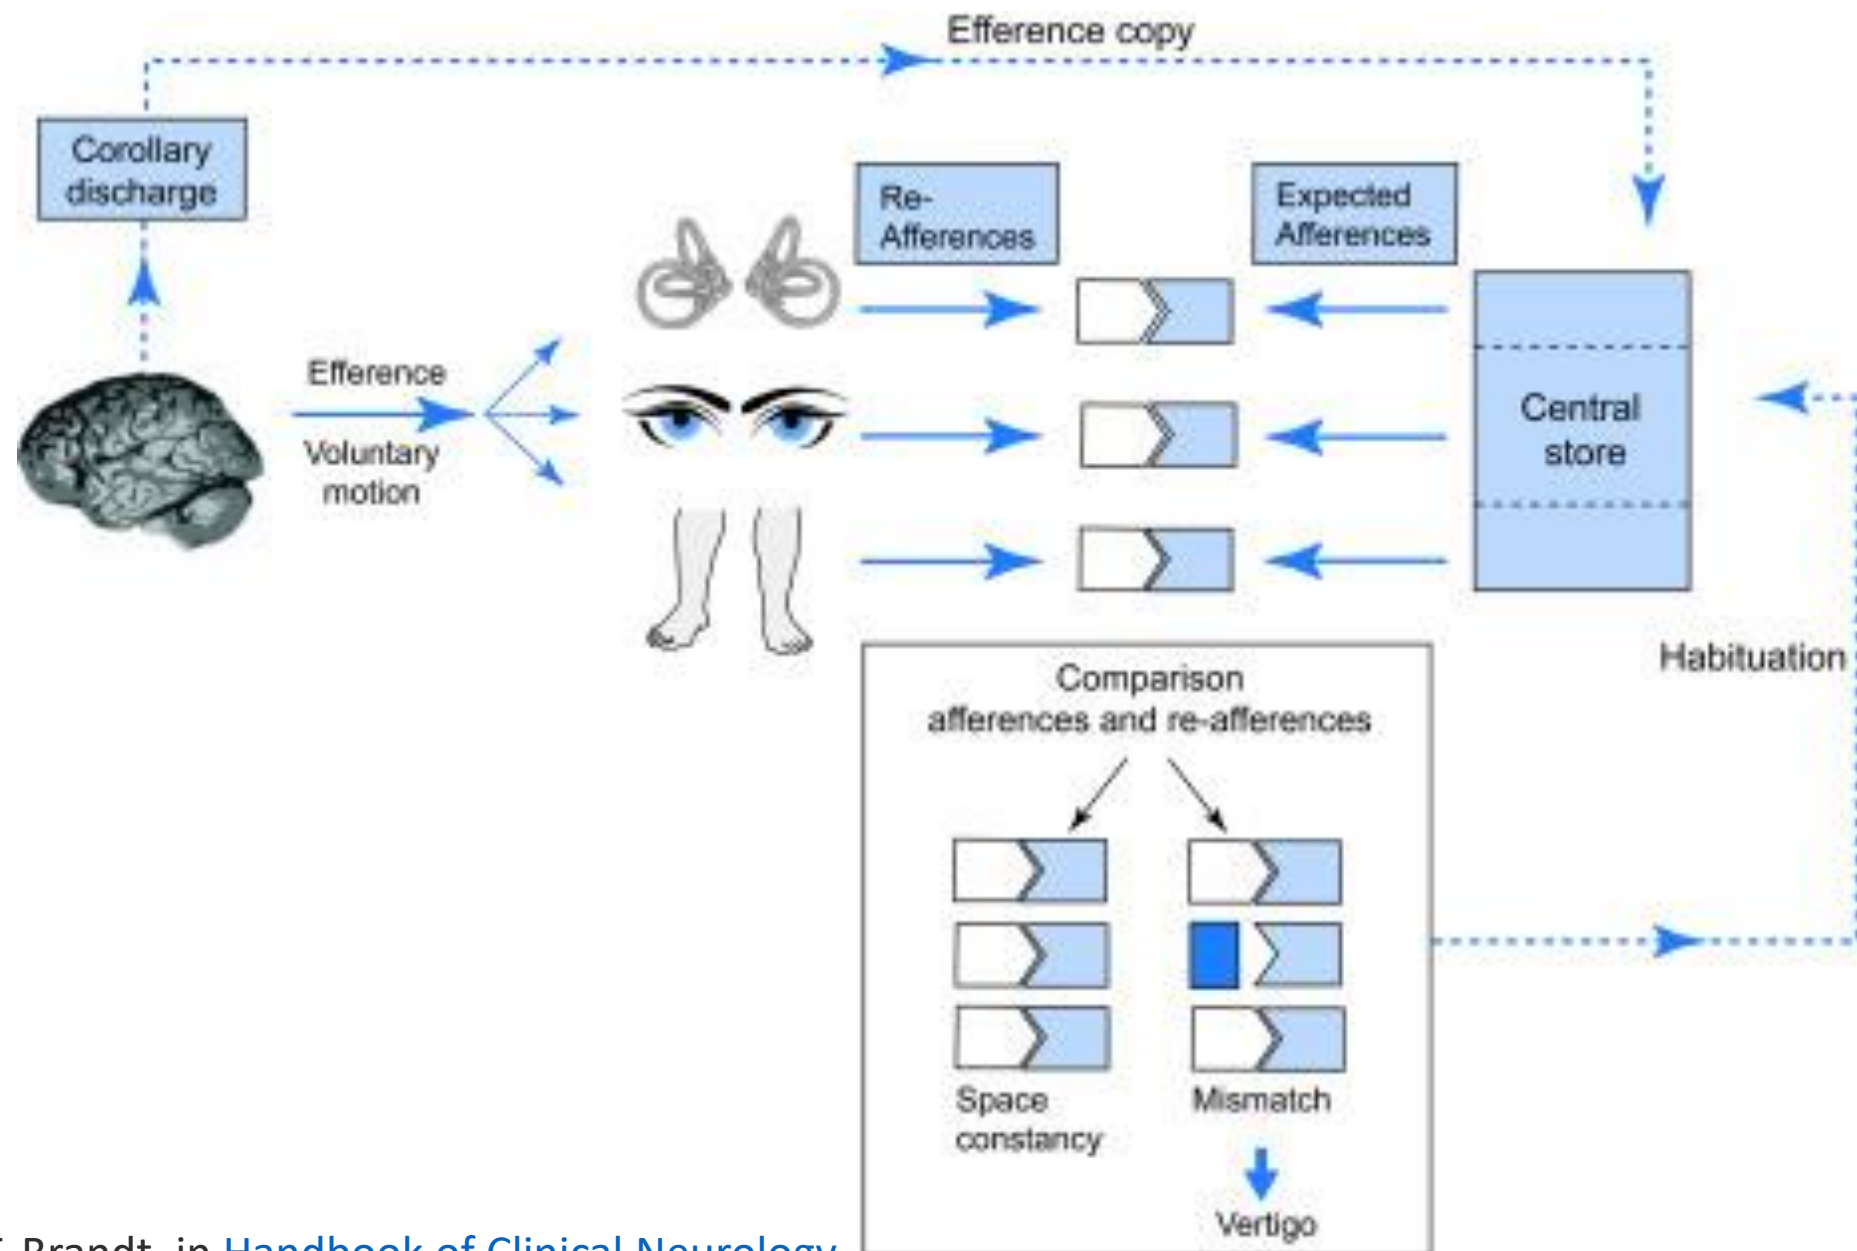 Efference copy
Corollary
discharge
Re-
Afferences
Expected
Afferences
Efference
Voluntary
motion
Central
store
Habituation
Comparison
afferences and re-afferences
Space
constancy
Mismatch
Vertigo
Brandt, in Handbook of Clinical Neurology